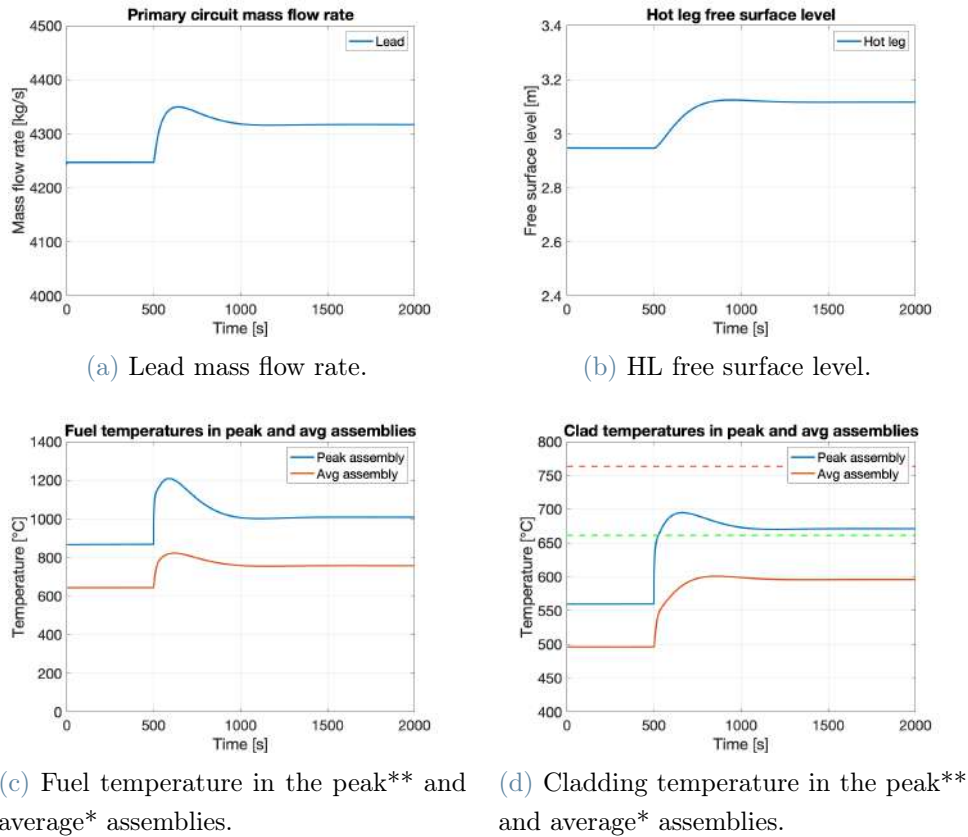 Primary circuit mass flow rate
4500
4400
4300
4200
4100
4000
Mass flow rate [kg/s]
Lead
0 500 1000 1500 2000
Time [s]
(a) Lead mass flow rate.
Hot leg free surface level
3.4
3.2
3
2.8
2.6
2.4
Free surface level [m]
Hot leg
0 500 1000 1500 2000
Time [s]
(b) HL free surface level.
Fuel temperatures in peak and avg assemblies
1400
1200
1000
800
600
400
200
0
Temperature [°C]
Peak assembly
Avg assembly
0 500 1000 1500 2000
Time [s]
(c) Fuel temperature in the peak** and
average* assemblies.
Clad temperatures in peak and avg assemblies
800
750
700
650
600
550
500
450
400
Temperature [°C]
Peak assembly
Avg assembly
0 500 1000 1500 2000
Time [s]
(d) Cladding temperature in the peak**
and average* assemblies.